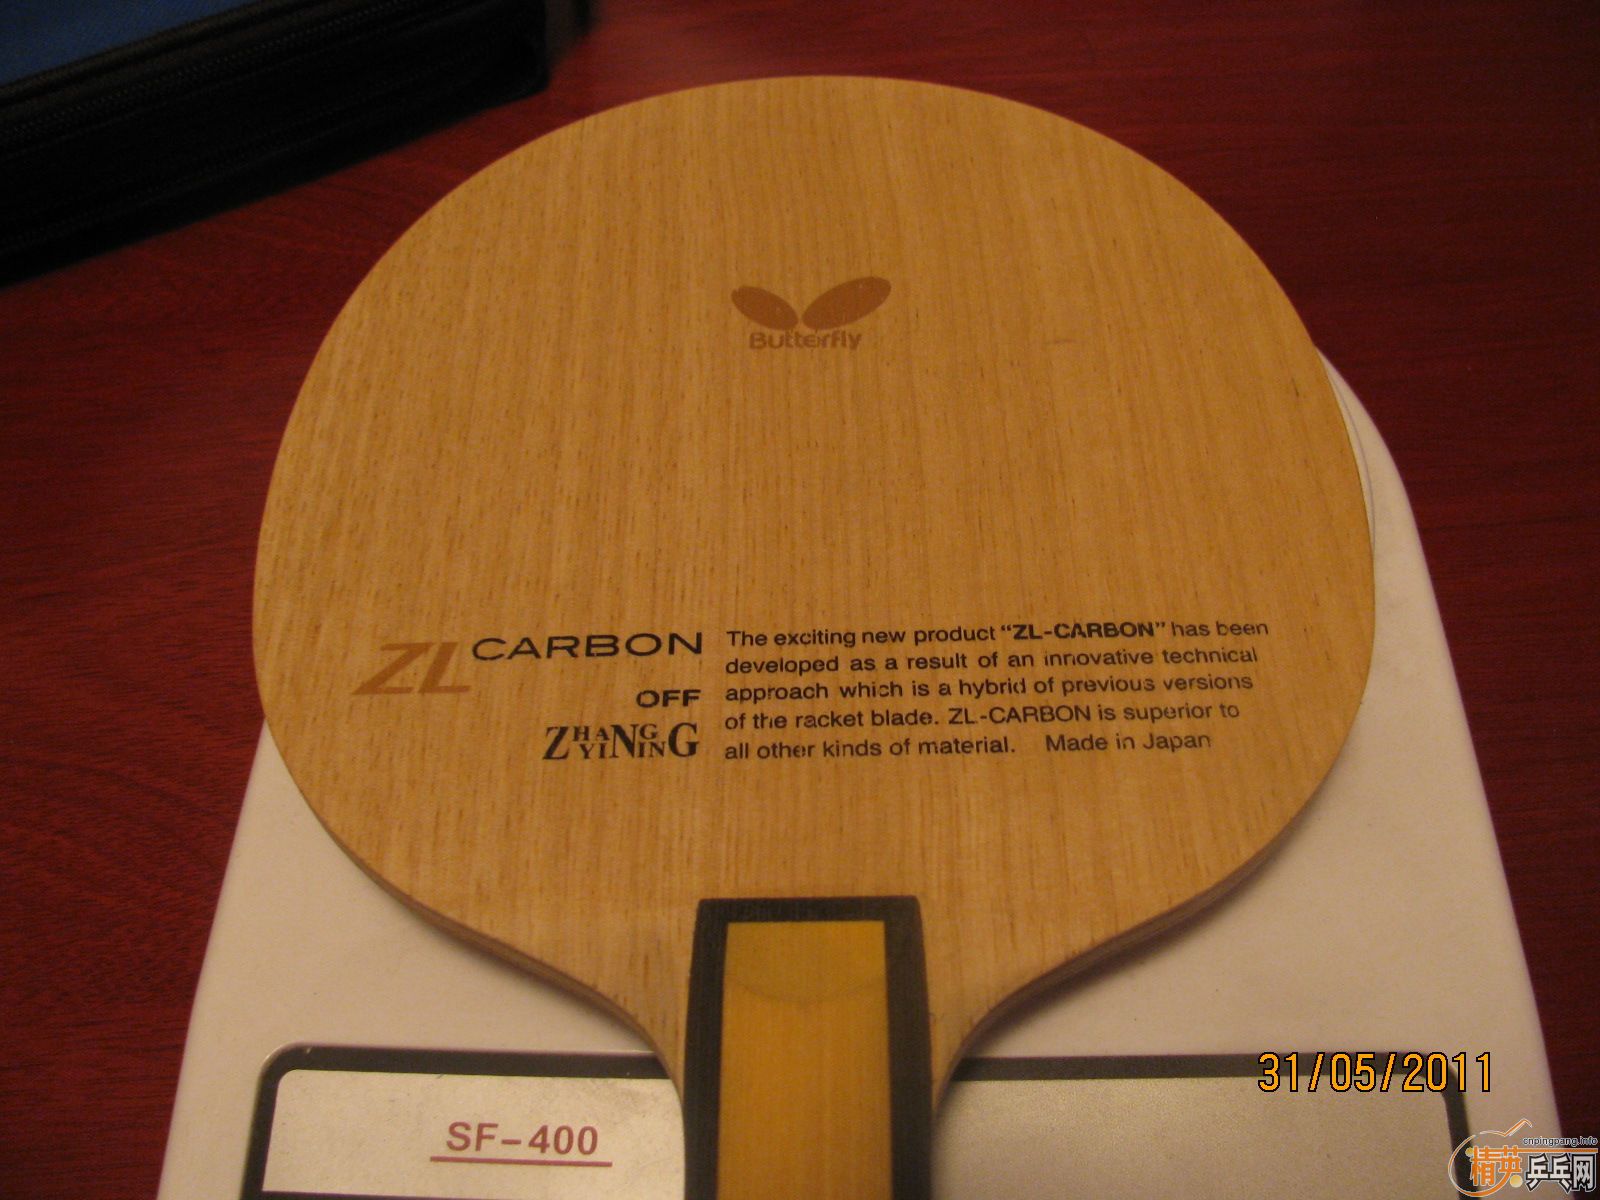 Butterfly
ZL CARBON
OFF
ZHANG YINING
The exciting new product “ZL-CARBON” has been
developed as a result of an innovative technical
approach which is a hybrid of previous versions
of the racket blade. ZL-CARBON is superior to
all other kinds of material. Made in Japan
SF-400
31/05/2011
cnpingpang.info
精英乒乓网